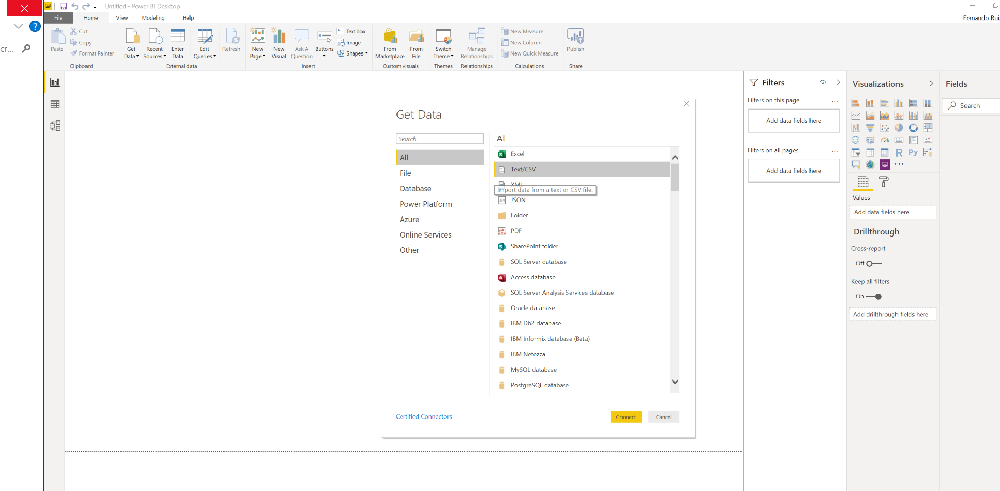 Untitled - Power BI Desktop
?
File Home View Modeling Help
Fernando Rui
cr...
Paste
Cut
Copy
Format Painter
Clipboard
Get Data
Recent Sources
Enter Data
Edit Queries
Refresh
External data
New Page
New Visual
Ask A Question
Buttons
Text box
Image
Shapes
Insert
From Marketplace
From File
Custom visuals
Switch Theme
Themes
Manage Relationships
Relationships
New Measure
New Column
New Quick Measure
Calculations
Publish
Share
Get Data
Search
All
File
Database
Power Platform
Azure
Online Services
Other
All
Excel
Text/CSV
XML
Import data from a text or CSV file.
JSON
Folder
PDF
SharePoint folder
SQL Server database
Access database
SQL Server Analysis Services database
Oracle database
IBM Db2 database
IBM Informix database (Beta)
IBM Netezza
MySQL database
PostgreSQL database
Certified Connectors
Connect
Cancel
Filters
Filters on this page ...
Add data fields here
Filters on all pages ...
Add data fields here
Visualizations
123
R
Py
...
Values
Add data fields here
Drillthrough
Cross-report
Off
Keep all filters
On
Add drillthrough fields here
Fields
Search